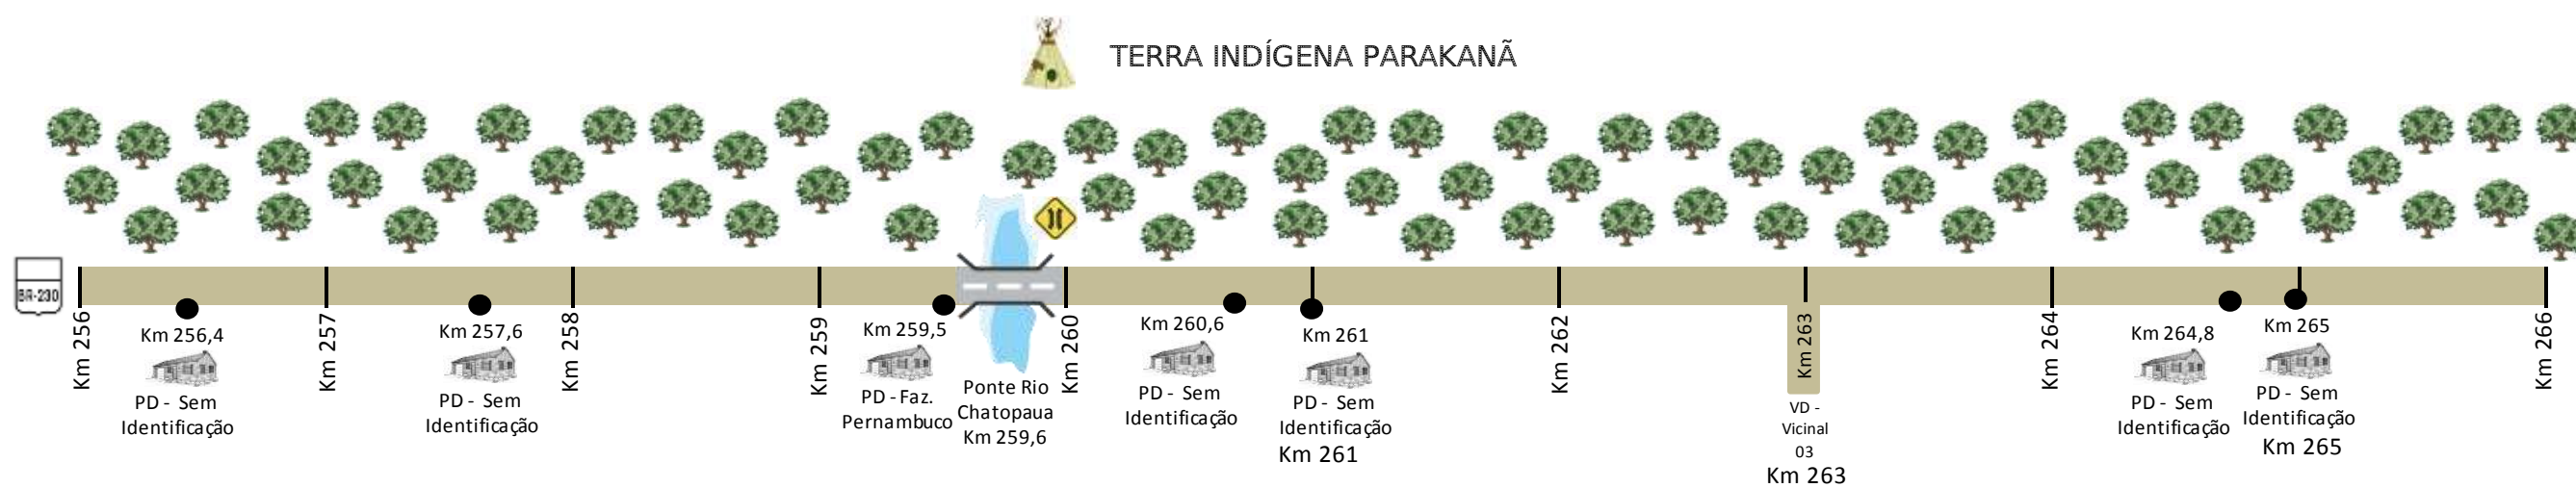 TERRA INDÍGENA PARAKANÃ
BR-230
Km 256
Km 256,4
PD - Sem
Identificação
Km 257
Km 257,6
PD - Sem
Identificação
Km 258
Km 259
Km 259,5
PD - Faz.
Pernambuco
Ponte Rio
Chatopaua
Km 259,6
Km 260
Km 260,6
PD - Sem
Identificação
Km 261
PD - Sem
Identificação
Km 261
Km 262
Km 263
VD -
Vicinal
03
Km 263
Km 264
Km 264,8
PD - Sem
Identificação
Km 265
PD - Sem
Identificação
Km 265
Km 266